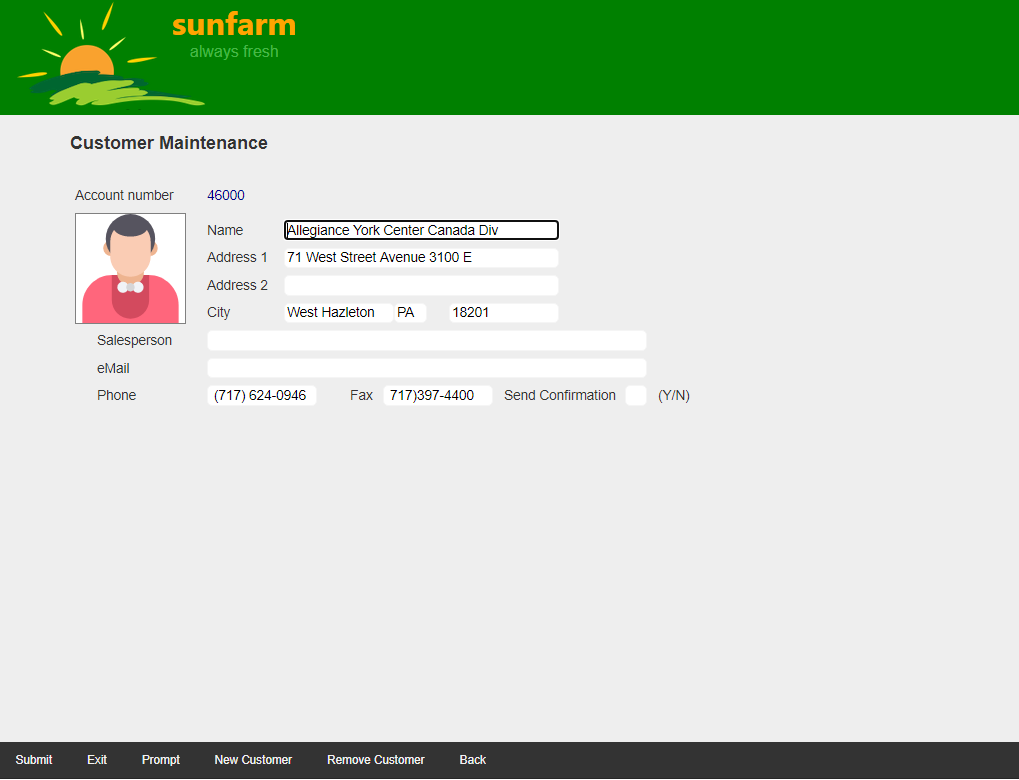 sunfarm
always fresh
Customer Maintenance
Account number 46000
Name Allegiance York Center Canada Div
Address 1 71 West Street Avenue 3100 E
Address 2
City West Hazleton PA 18201
Salesperson
eMail
Phone (717) 624-0946 Fax 717)397-4400 Send Confirmation (Y/N)
Submit Exit Prompt New Customer Remove Customer Back